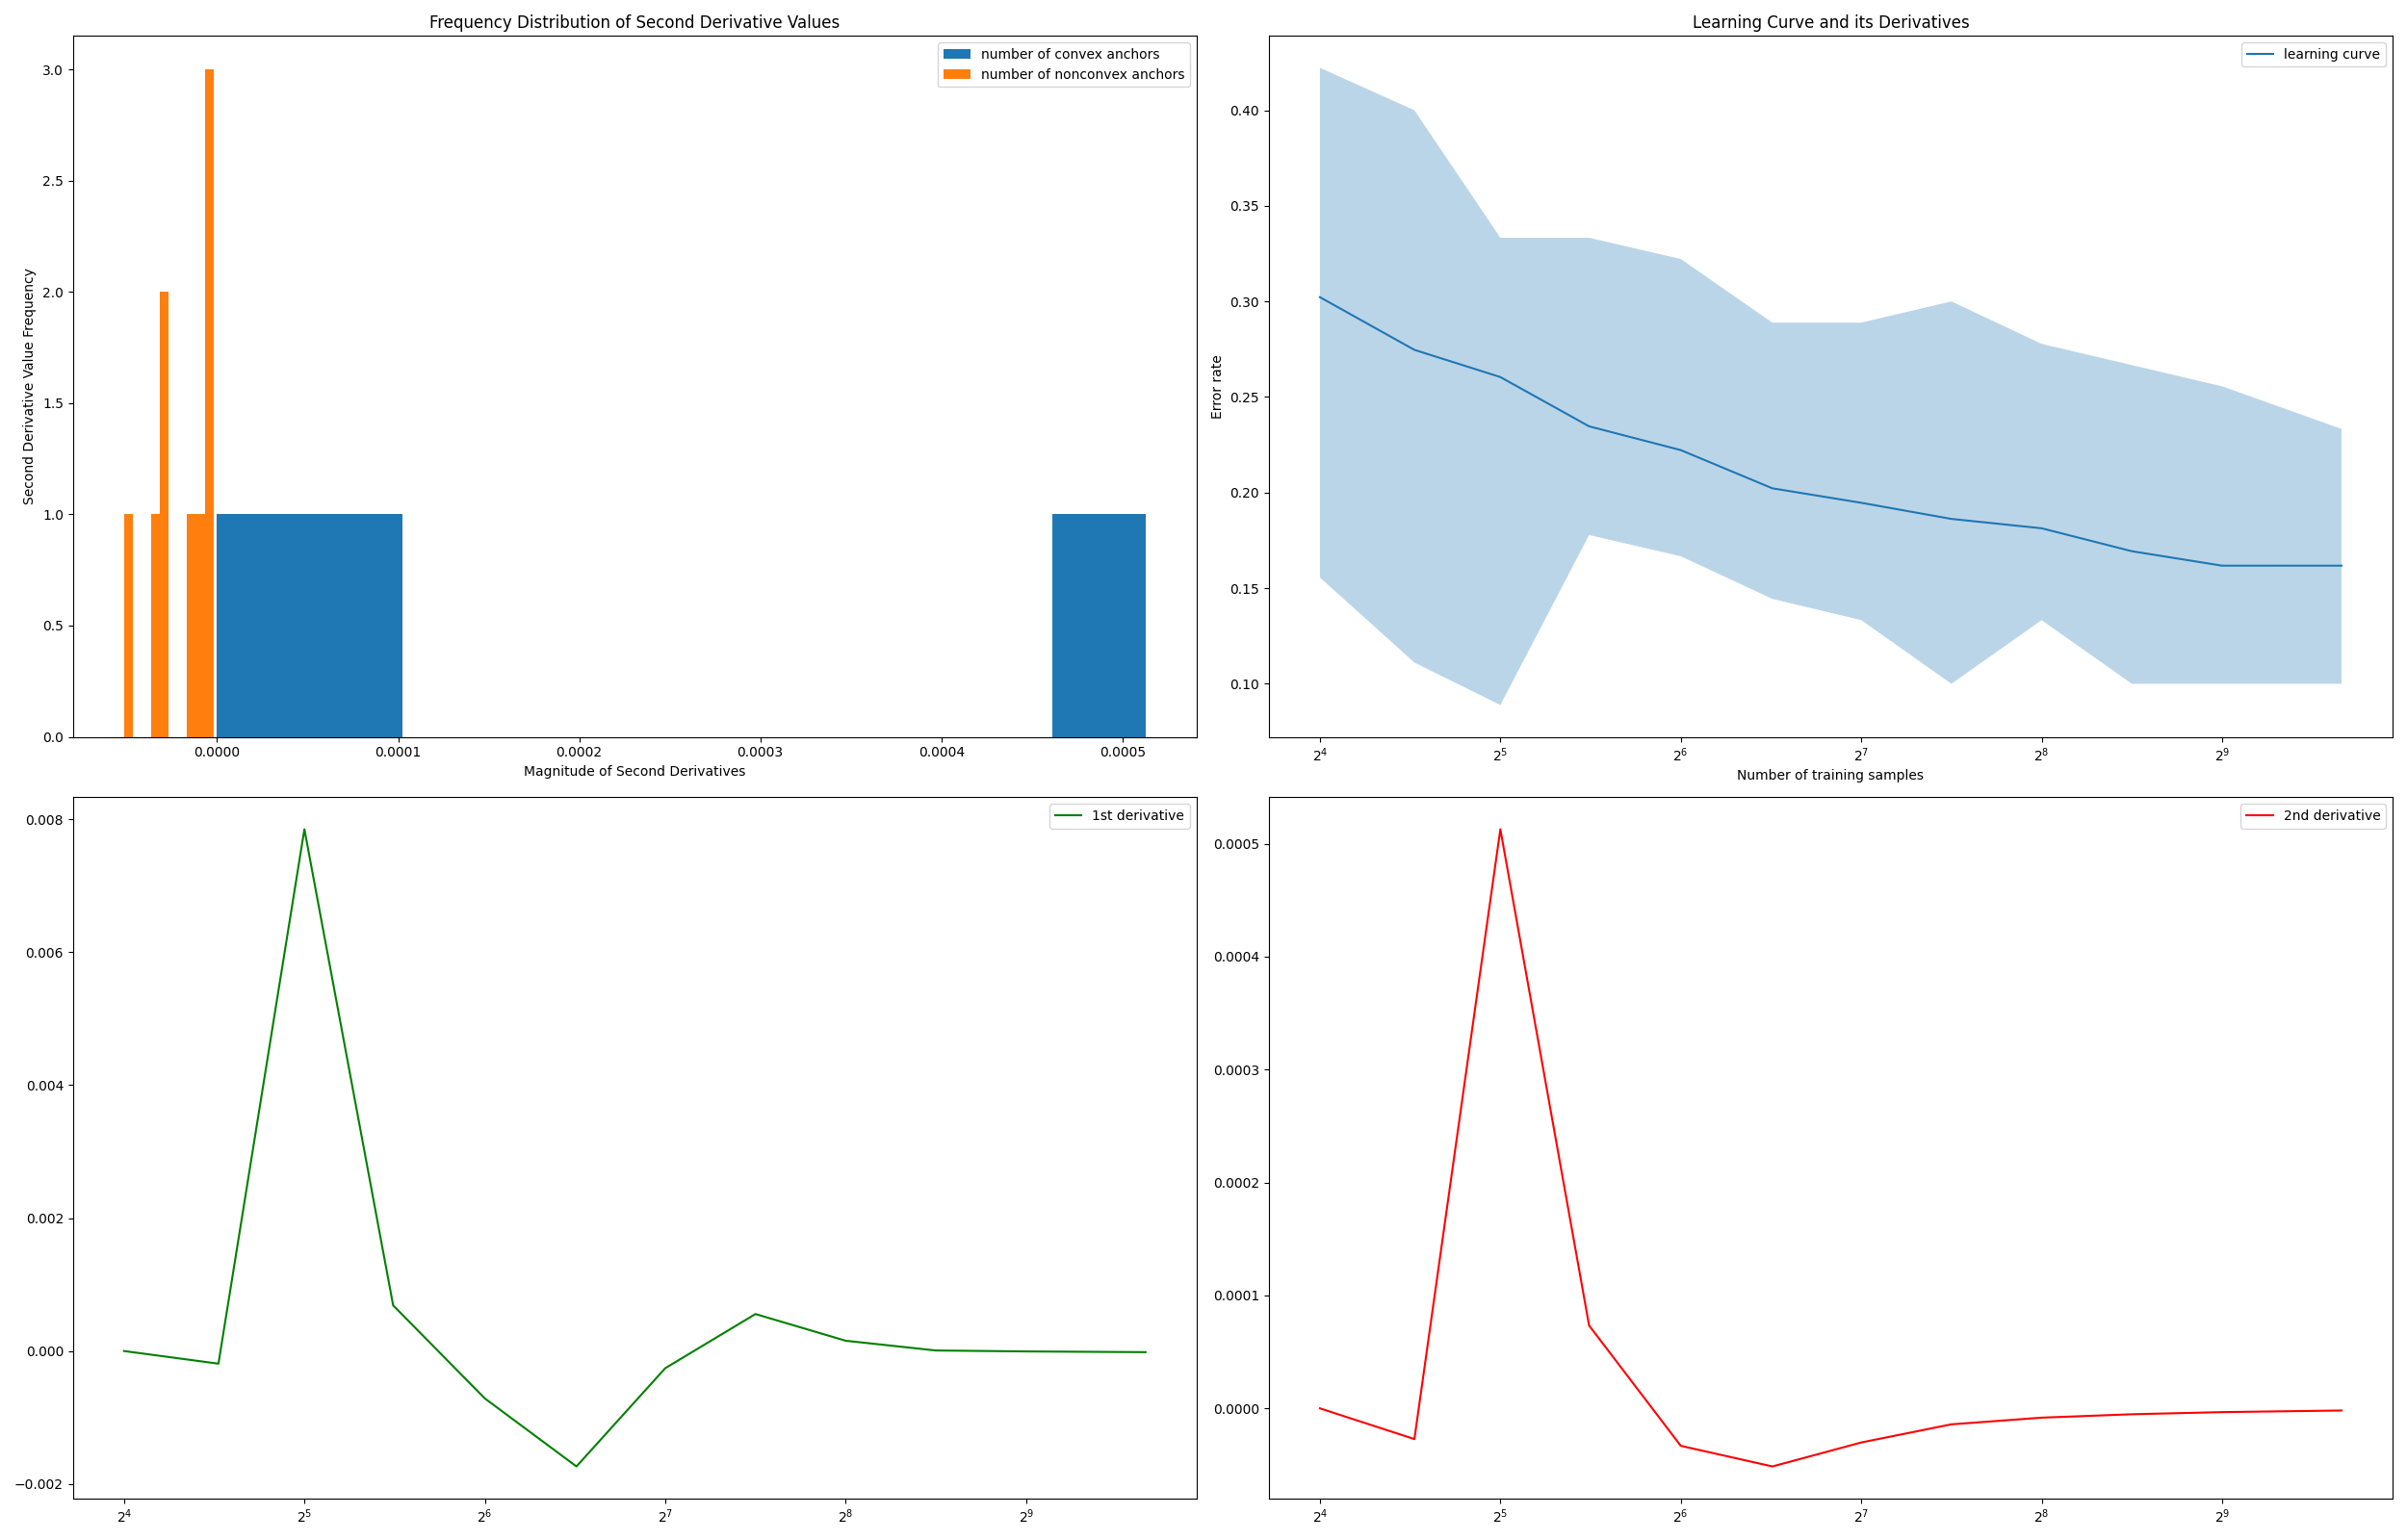 Frequency Distribution of Second Derivative Values
number of convex anchors
number of nonconvex anchors
3.0
2.5
2.0
1.5
1.0
0.5
0.0
Second Derivative Value Frequency
0.0000 0.0001 0.0002 0.0003 0.0004 0.0005
Magnitude of Second Derivatives
Learning Curve and its Derivatives
learning curve
0.40
0.35
0.30
0.25
0.20
0.15
0.10
Error rate
2⁴ 2⁵ 2⁶ 2⁷ 2⁸ 2⁹
Number of training samples
1st derivative
0.008
0.006
0.004
0.002
0.000
−0.002
2⁴ 2⁵ 2⁶ 2⁷ 2⁸ 2⁹
2nd derivative
0.0005
0.0004
0.0003
0.0002
0.0001
0.0000
2⁴ 2⁵ 2⁶ 2⁷ 2⁸ 2⁹